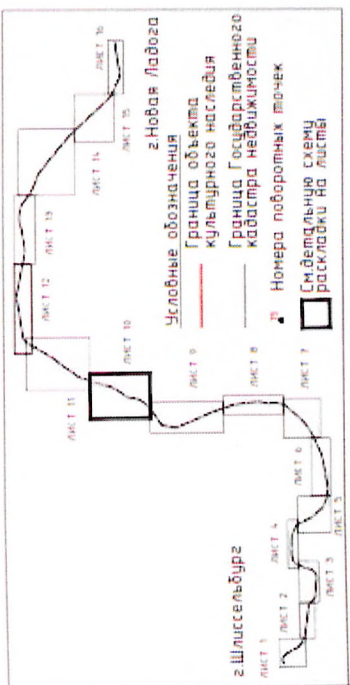 г.Шлиссельбург
ЛИСТ 1
ЛИСТ 2
ЛИСТ 3
ЛИСТ 4
ЛИСТ 5
ЛИСТ 6
ЛИСТ 7
ЛИСТ 8
ЛИСТ 9
ЛИСТ 10
ЛИСТ 11
ЛИСТ 12
ЛИСТ 13
ЛИСТ 14
ЛИСТ 15
ЛИСТ 16
г.Новая Ладога
Условные обозначения
Граница объекта
культурного наследия
Граница Государственного
кадастра недвижимости
75 Номера поворотных точек
См.детальную схему
раскладки на листы